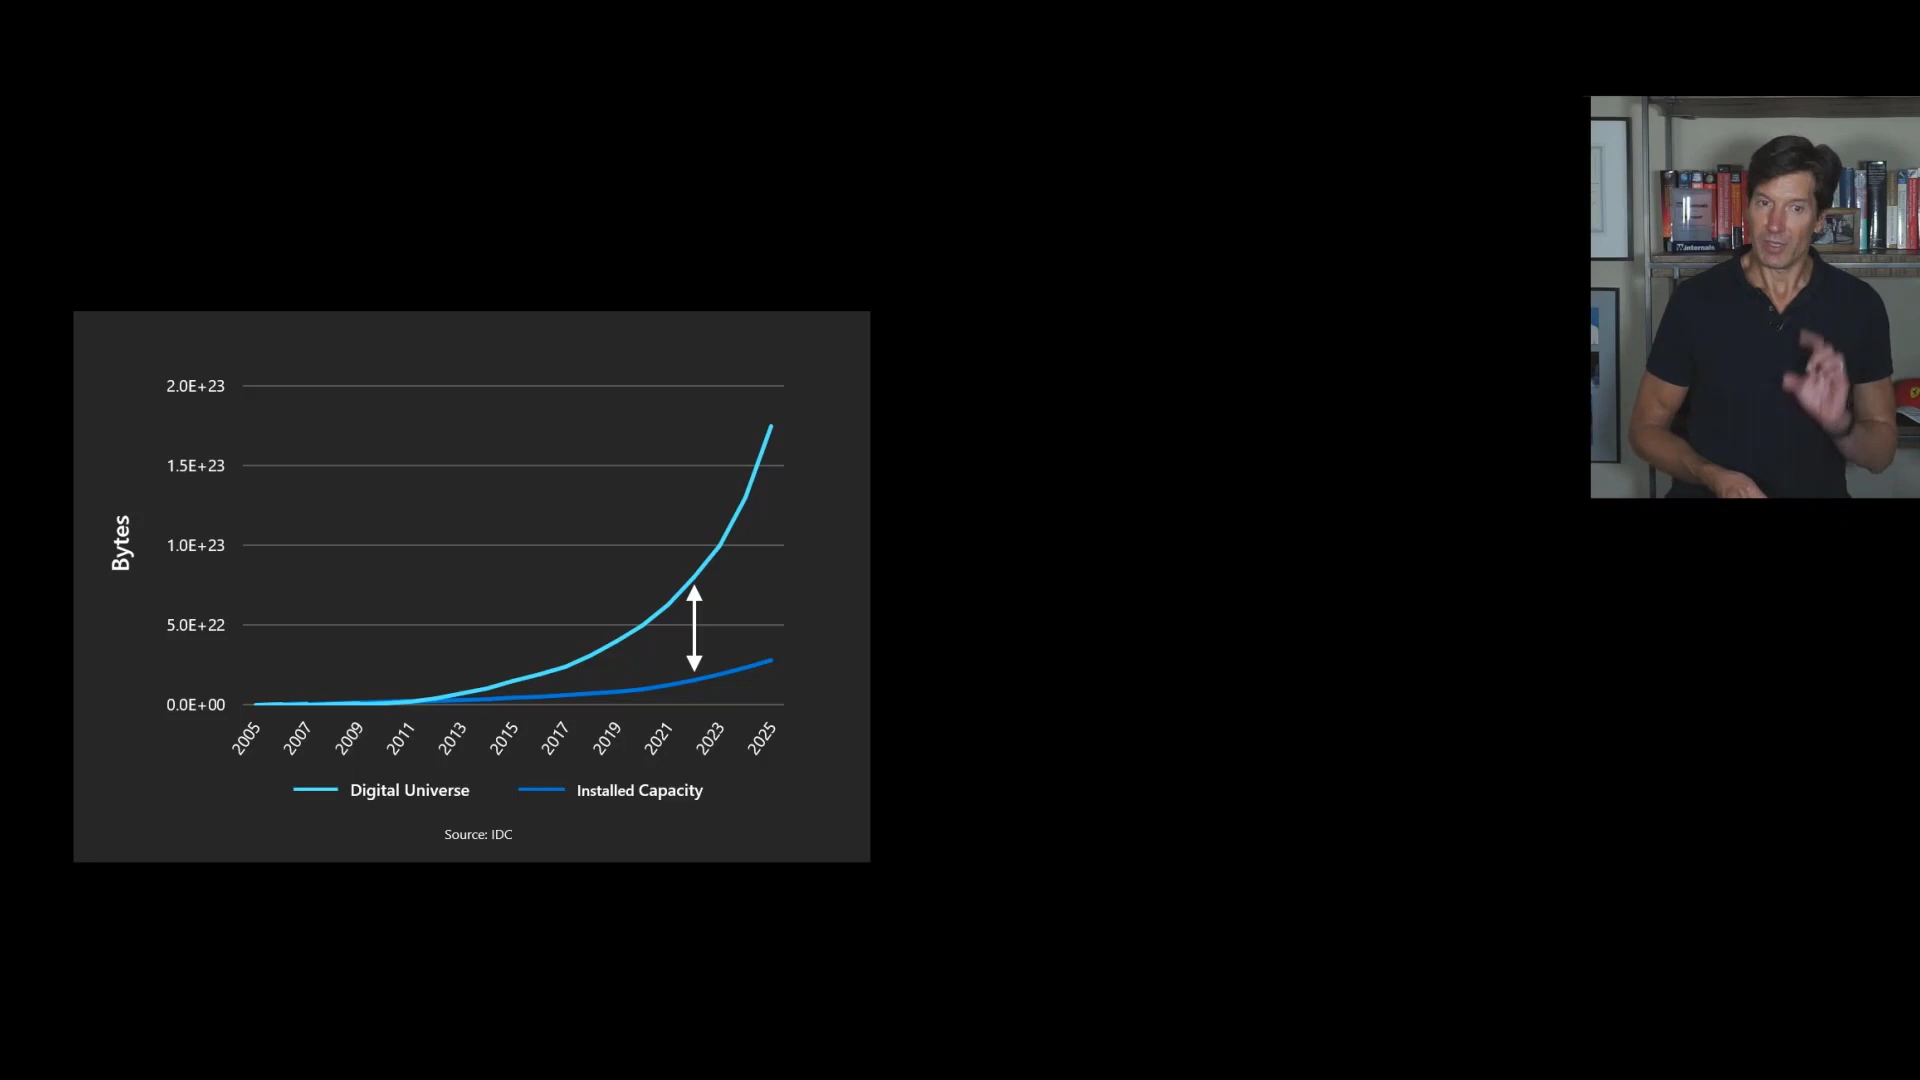 2.0E+23
1.5E+23
1.0E+23
5.0E+22
0.0E+00
Bytes
2005
2007
2009
2011
2013
2015
2017
2019
2021
2023
2025
Digital Universe
Installed Capacity
Source: IDC
Winternals